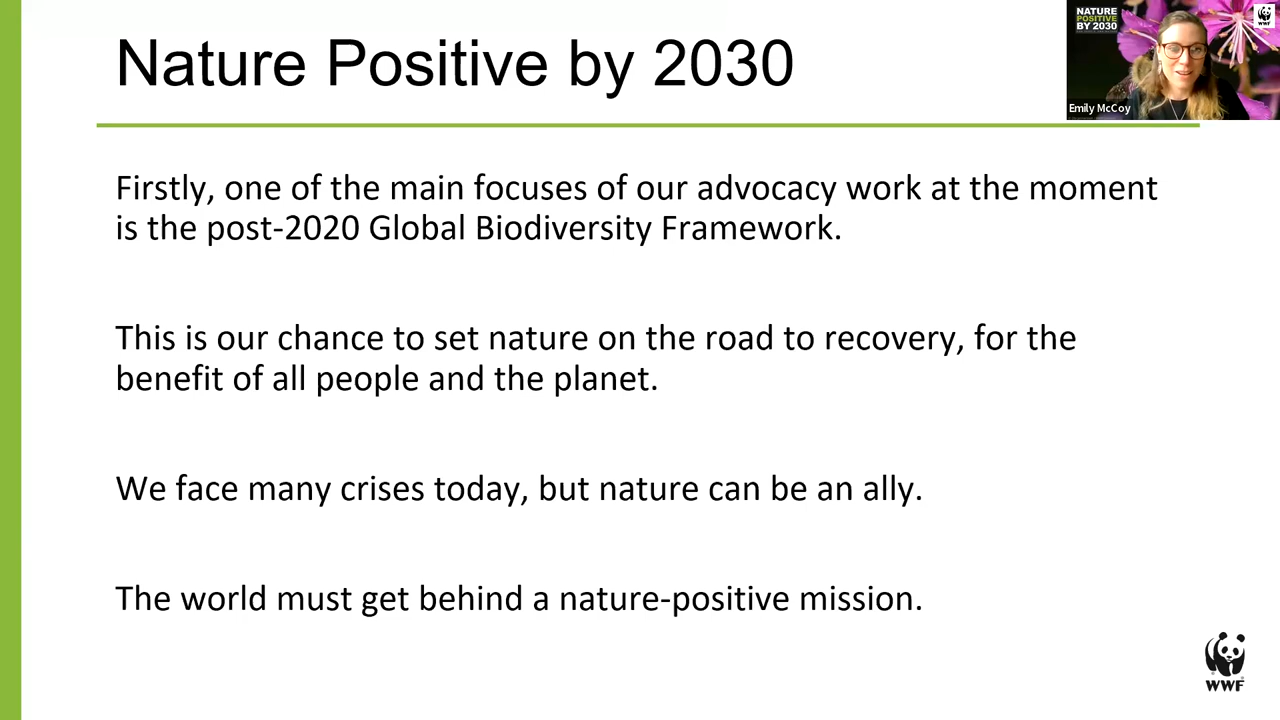 Nature Positive by 2030
NATURE
POSITIVE
BY 2030
WWF
Emily McCoy
Firstly, one of the main focuses of our advocacy work at the moment
is the post-2020 Global Biodiversity Framework.
This is our chance to set nature on the road to recovery, for the
benefit of all people and the planet.
We face many crises today, but nature can be an ally.
The world must get behind a nature-positive mission.
WWF